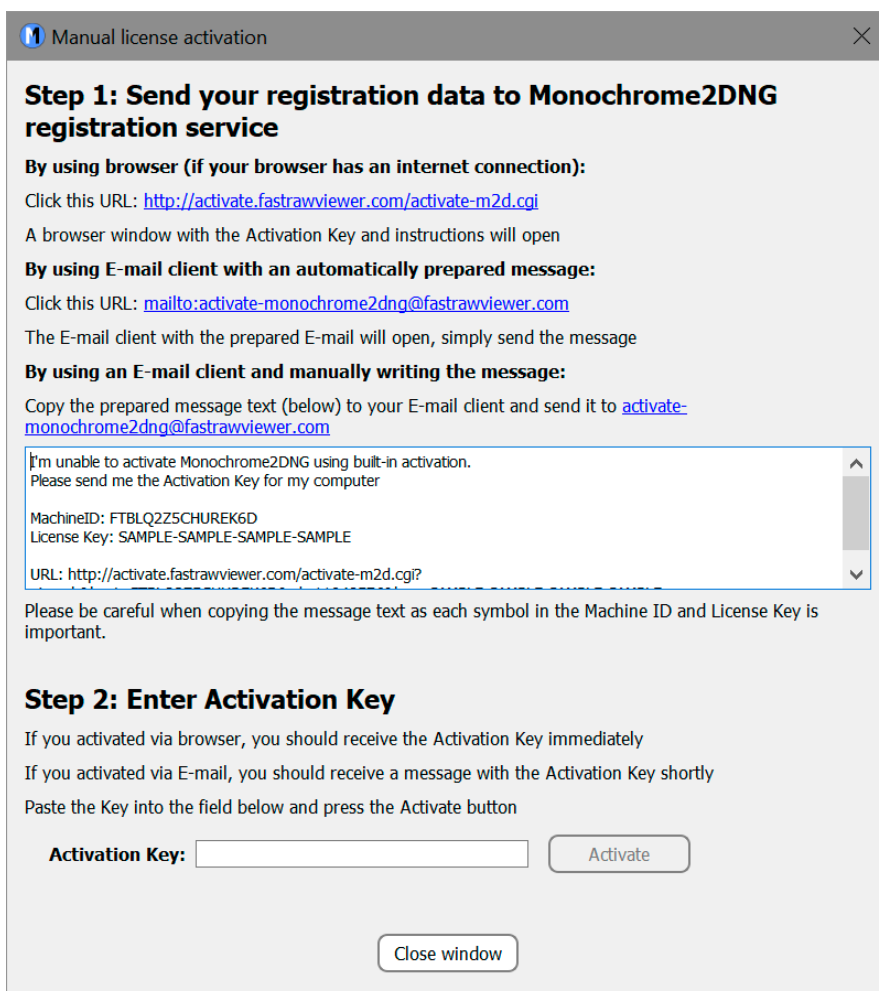 Manual license activation
Step 1: Send your registration data to Monochrome2DNG
registration service
By using browser (if your browser has an internet connection):
Click this URL: http://activate.fastrawviewer.com/activate-m2d.cgi
A browser window with the Activation Key and instructions will open
By using E-mail client with an automatically prepared message:
Click this URL: mailto:activate-monochrome2dng@fastrawviewer.com
The E-mail client with the prepared E-mail will open, simply send the message
By using an E-mail client and manually writing the message:
Copy the prepared message text (below) to your E-mail client and send it to activate-
monochrome2dng@fastrawviewer.com
I'm unable to activate Monochrome2DNG using built-in activation.
Please send me the Activation Key for my computer
MachineID: FTBLQ2Z5CHUREK6D
License Key: SAMPLE-SAMPLE-SAMPLE-SAMPLE
URL: http://activate.fastrawviewer.com/activate-m2d.cgi?
Please be careful when copying the message text as each symbol in the Machine ID and License Key is
important.
Step 2: Enter Activation Key
If you activated via browser, you should receive the Activation Key immediately
If you activated via E-mail, you should receive a message with the Activation Key shortly
Paste the Key into the field below and press the Activate button
Activation Key:
Activate
Close window